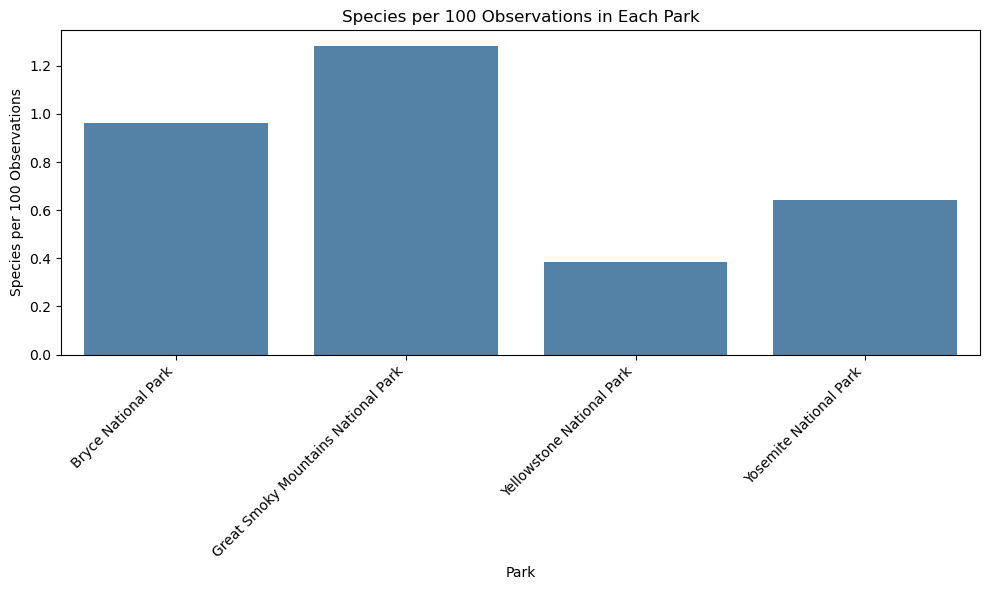 Species per 100 Observations in Each Park
Species per 100 Observations
1.2
1.0
0.8
0.6
0.4
0.2
0.0
Bryce National Park
Great Smoky Mountains National Park
Yellowstone National Park
Yosemite National Park
Park